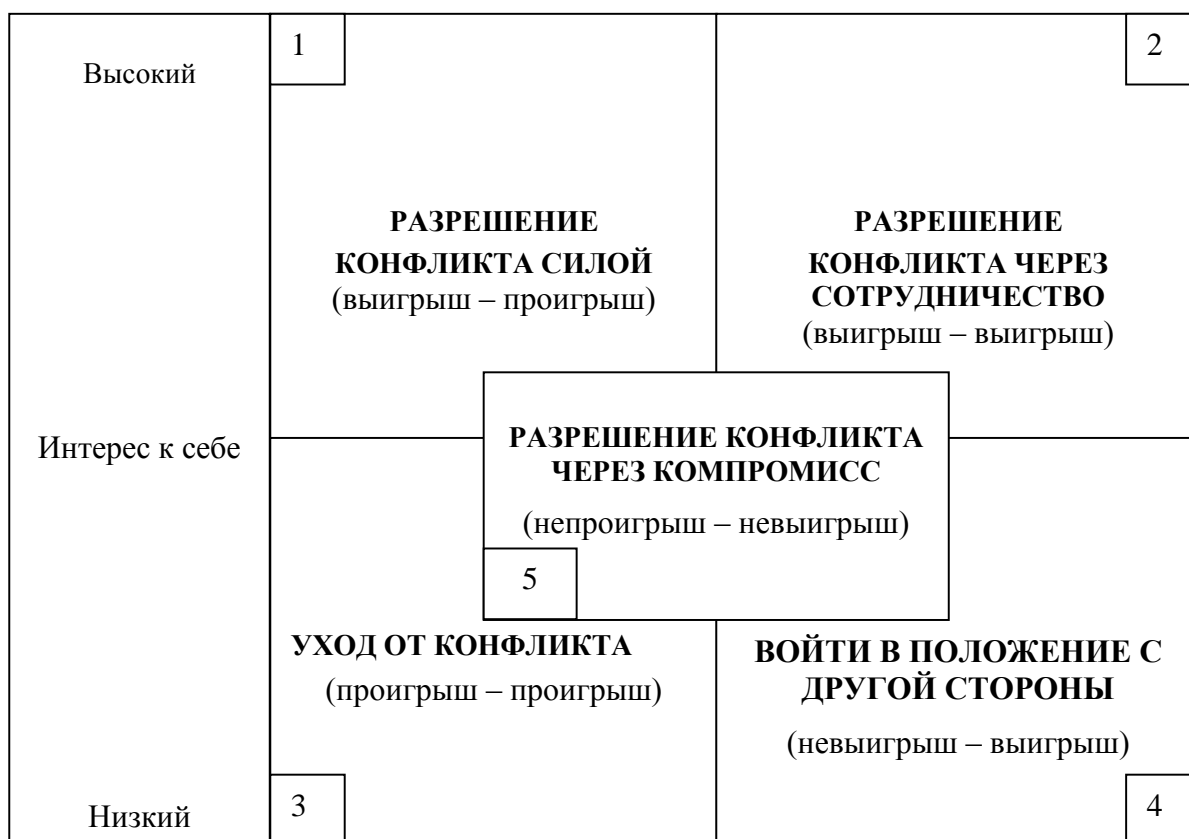 1
2
Высокий
РАЗРЕШЕНИЕ
КОНФЛИКТА СИЛОЙ
(выигрыш – проигрыш)
РАЗРЕШЕНИЕ
КОНФЛИКТА ЧЕРЕЗ
СОТРУДНИЧЕСТВО
(выигрыш – выигрыш)
Интерес к себе
РАЗРЕШЕНИЕ КОНФЛИКТА
ЧЕРЕЗ КОМПРОМИСС
(непроигрыш – невыигрыш)
5
УХОД ОТ КОНФЛИКТА
(проигрыш – проигрыш)
ВОЙТИ В ПОЛОЖЕНИЕ С
ДРУГОЙ СТОРОНЫ
(невыигрыш – выигрыш)
Низкий
3
4